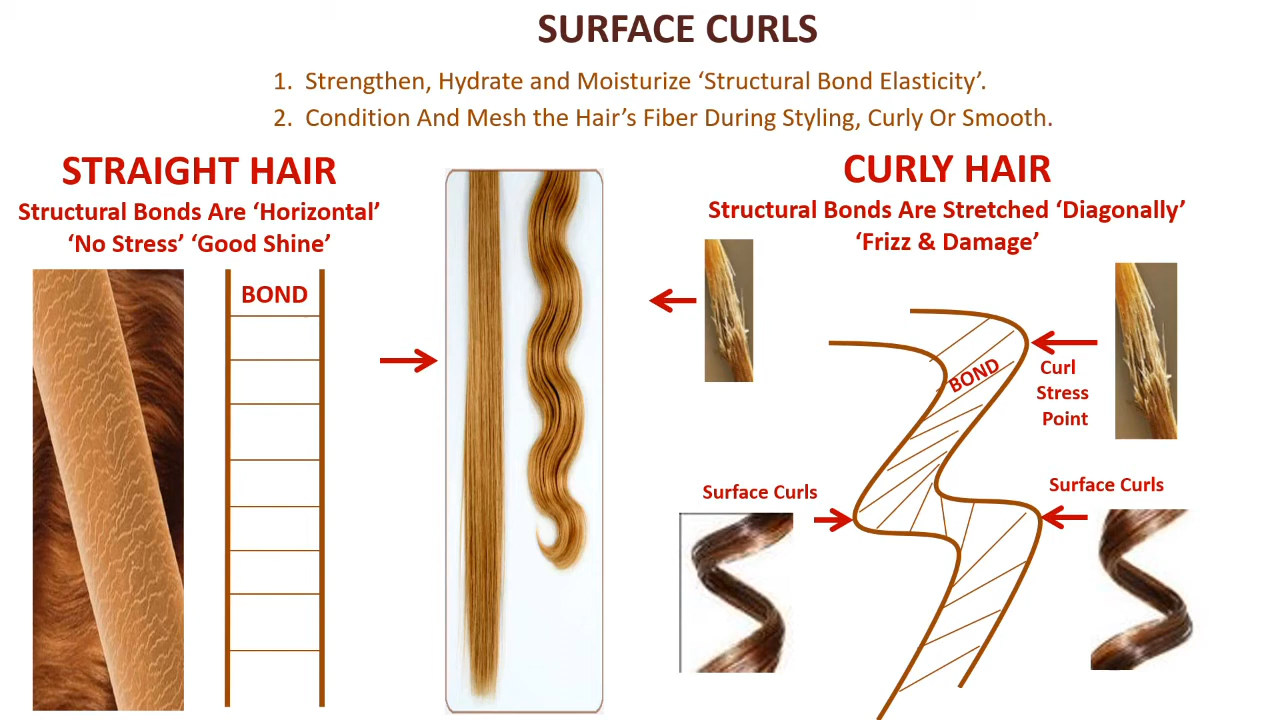 SURFACE CURLS
1. Strengthen, Hydrate and Moisturize ‘Structural Bond Elasticity’.
2. Condition And Mesh the Hair’s Fiber During Styling, Curly Or Smooth.
STRAIGHT HAIR
Structural Bonds Are ‘Horizontal’
‘No Stress’ ‘Good Shine’
BOND
CURLY HAIR
Structural Bonds Are Stretched ‘Diagonally’
‘Frizz & Damage’
BOND
Curl
Stress
Point
Surface Curls
Surface Curls